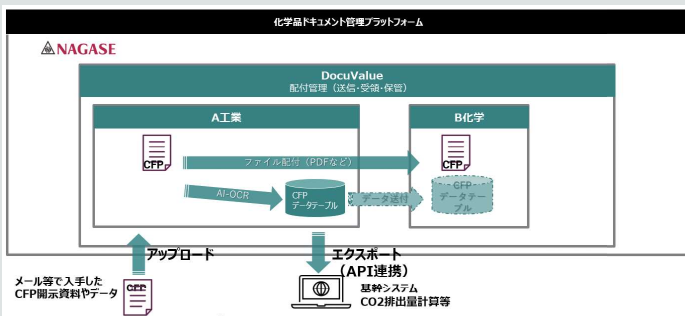 化学品ドキュメント管理プラットフォーム
NAGASE
DocuValue
配付管理（送信・受領・保管）
A工業
B化学
CFP
ファイル配付（PDFなど）
CFP
AI-OCR
CFP
データテーブル
データ送付
CFP
データテー
ブル
アップロード
エクスポート
（API連携）
メール等で入手した
CFP開示資料やデータ
CFP
基幹システム
CO2排出量計算等